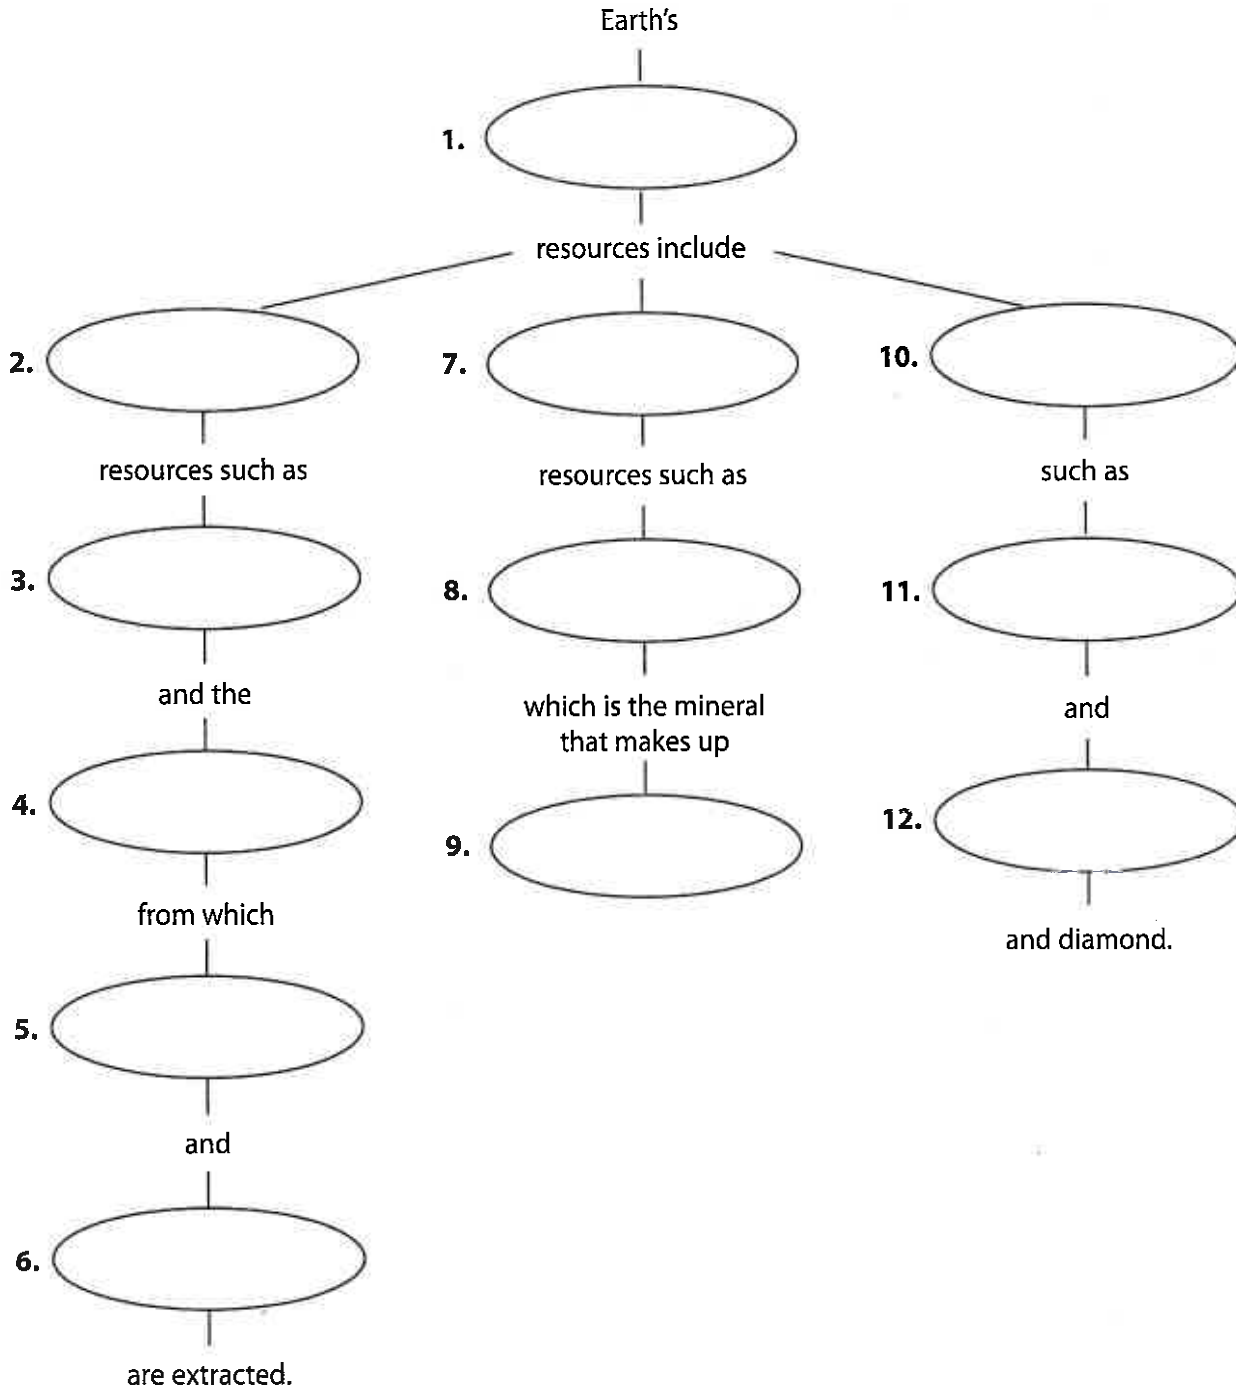 Earth's
1.
resources include
2.
resources such as
3.
and the
4.
from which
5.
and
6.
are extracted.
7.
resources such as
8.
which is the mineral
that makes up
9.
10.
such as
11.
and
12.
and diamond.